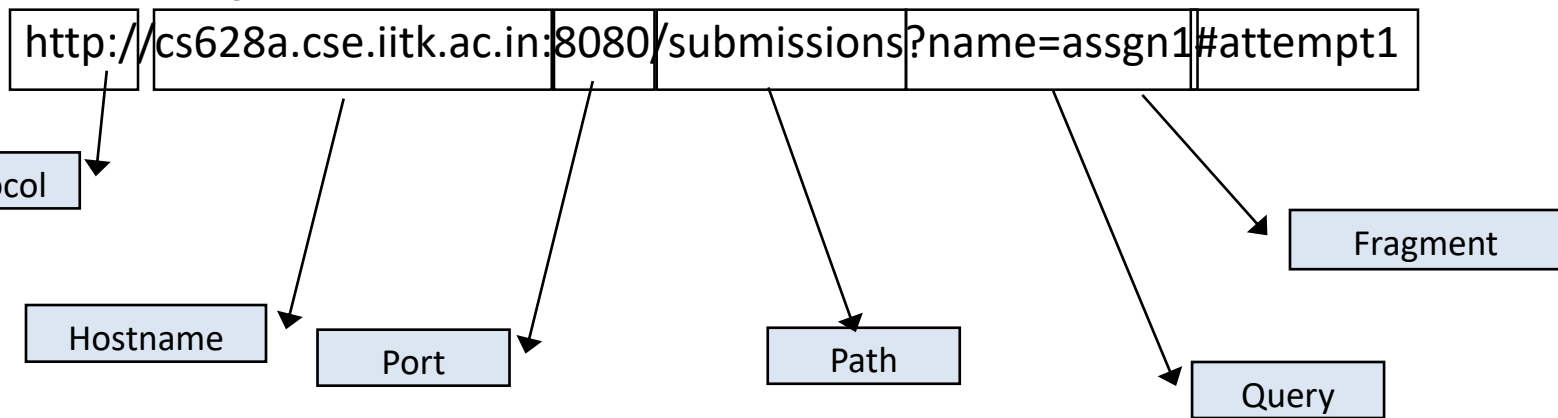 http://cs628a.cse.iitk.ac.in:8080/submissions?name=assgn1#attempt1
ocol
Fragment
Hostname
Port
Path
Query